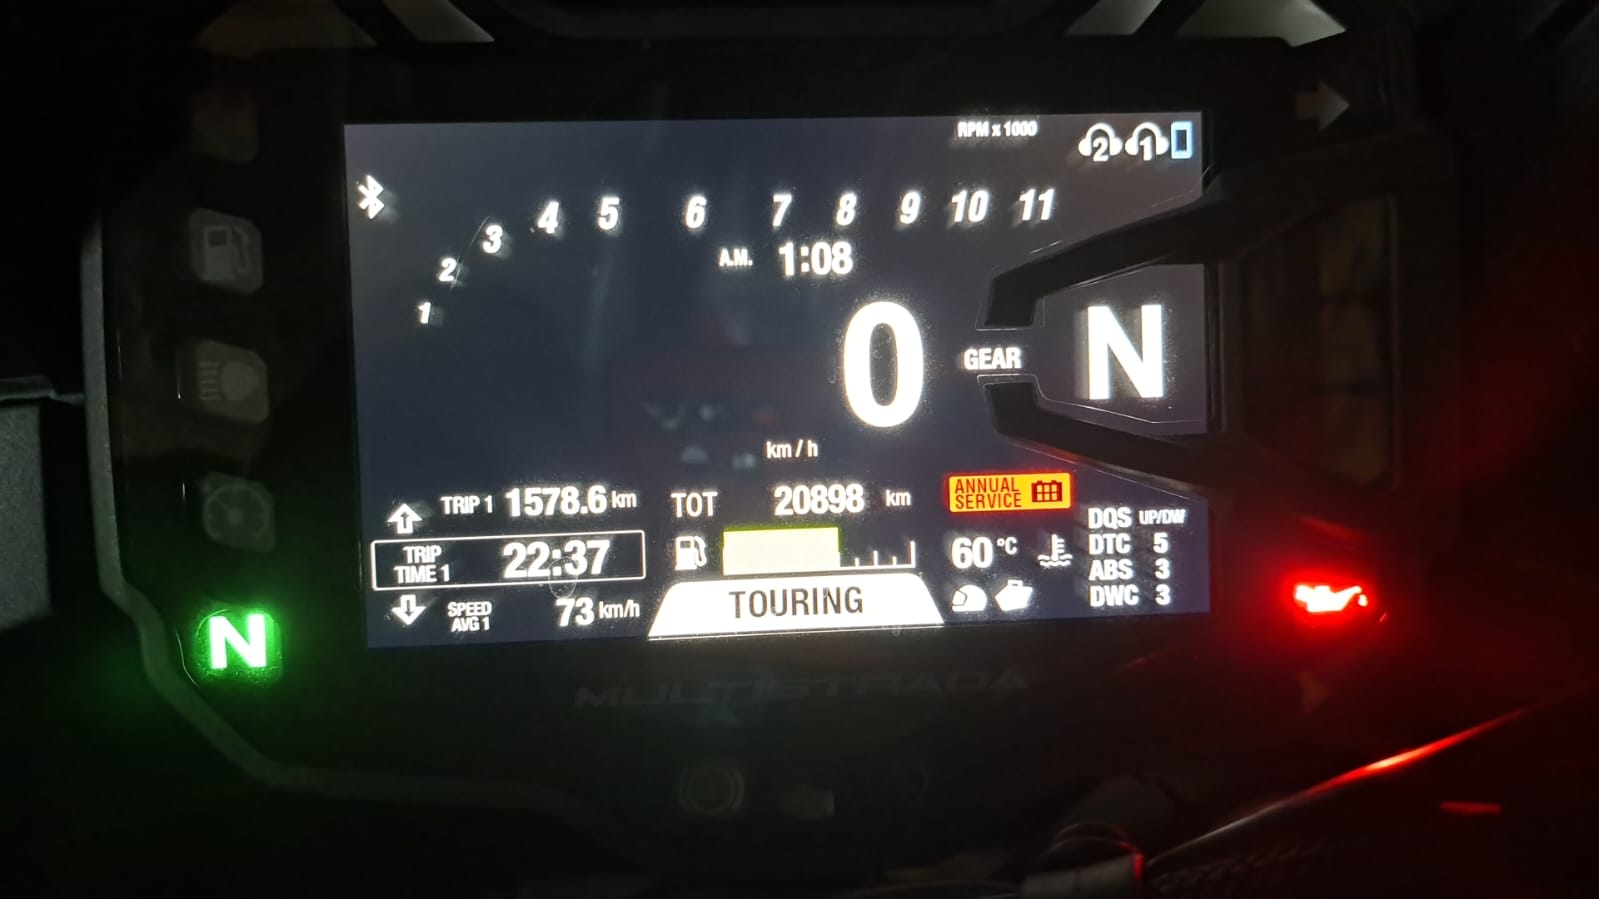 RPM x 1000
2 1
1 2 3 4 5 6 7 8 9 10 11
A.M. 1:08
0
km/h
GEAR N
TRIP 1 1578.6 km
TOT 20898 km
ANNUAL SERVICE
TRIP TIME 1 22:37
SPEED AVG 1 73 km/h
TOURING
60 °C
DQS UP/DW
DTC 5
ABS 3
DWC 3
N
MULTISTRADA